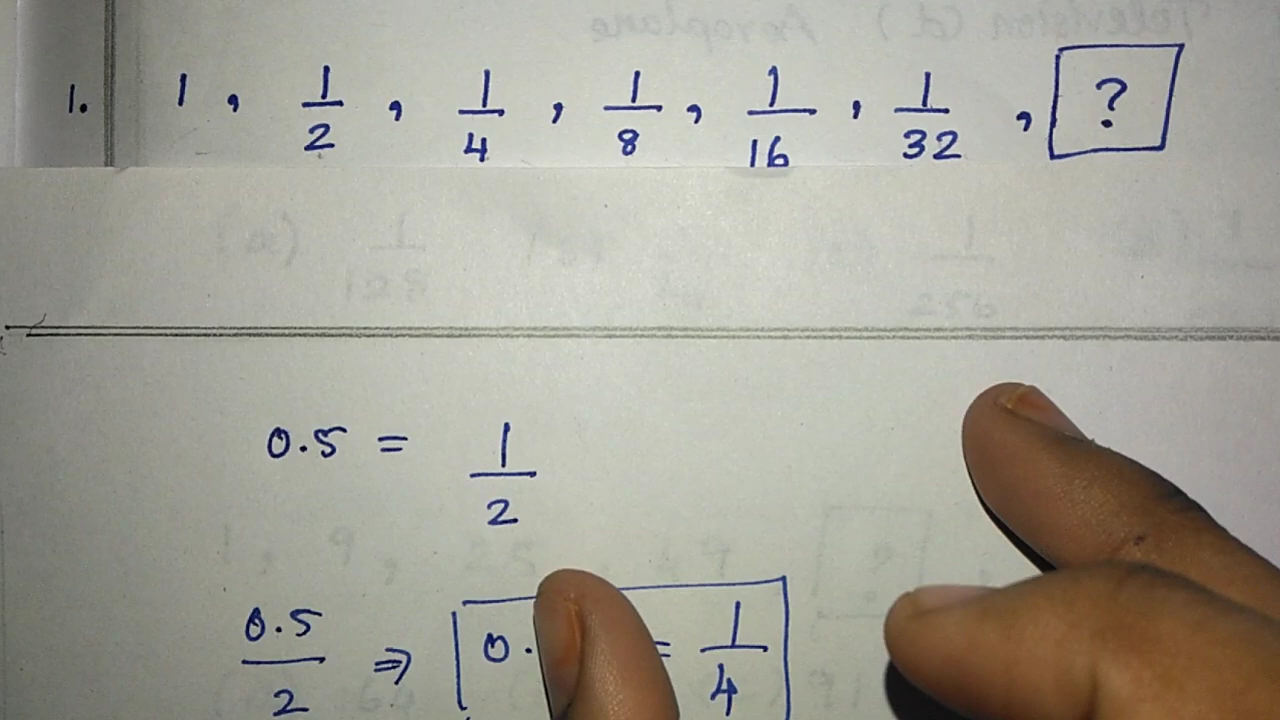 1. 1 , 1/2 , 1/4 , 1/8 , 1/16 , 1/32 , ?
0.5 = 1/2
0.5/2 ⇒ 0. = 1/4